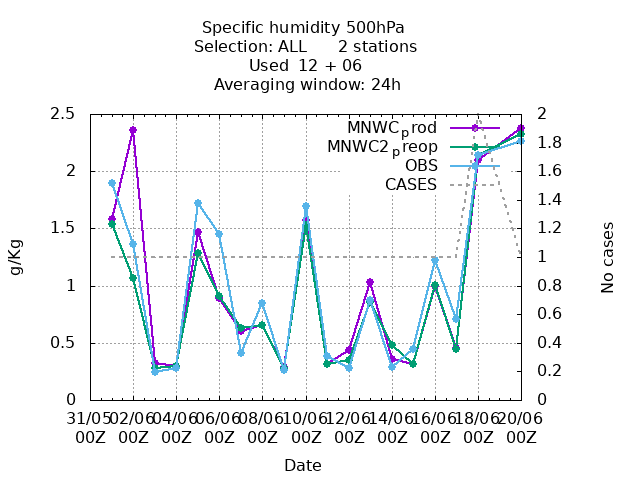 Specific humidity 500hPa
Selection: ALL      2 stations
Used  12 + 06
Averaging window: 24h
2.5
2
1.5
1
0.5
0
g/Kg
MNWCprod
MNWC2preop
OBS
CASES
2
1.8
1.6
1.4
1.2
1
0.8
0.6
0.4
0.2
0
No cases
31/05 02/06 04/06 06/06 08/06 10/06 12/06 14/06 16/06 18/06 20/06
00Z 00Z 00Z 00Z 00Z 00Z 00Z 00Z 00Z 00Z 00Z
Date